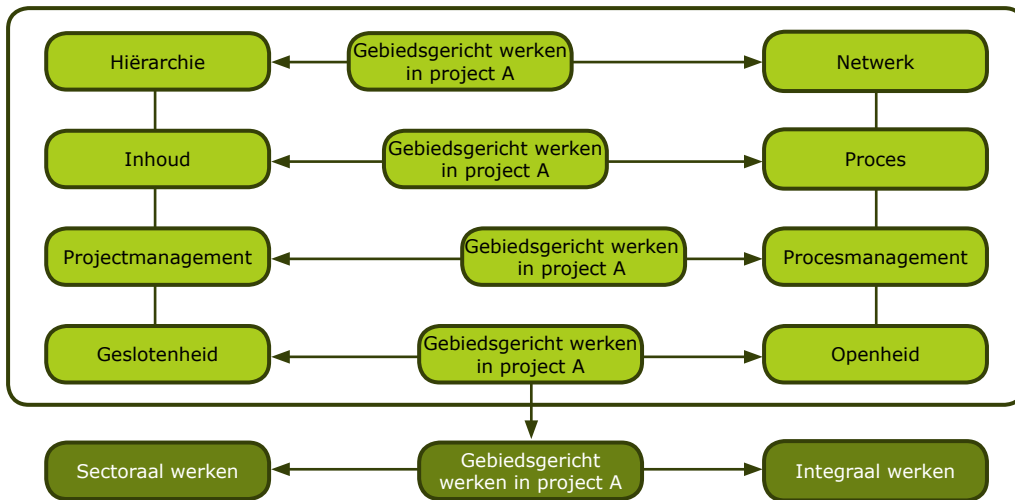 Hiërarchie
Gebiedsgericht werken
in project A
Netwerk
Inhoud
Gebiedsgericht werken
in project A
Proces
Projectmanagement
Gebiedsgericht werken
in project A
Procesmanagement
Geslotenheid
Gebiedsgericht werken
in project A
Openheid
Sectoraal werken
Gebiedsgericht
werken in project A
Integraal werken